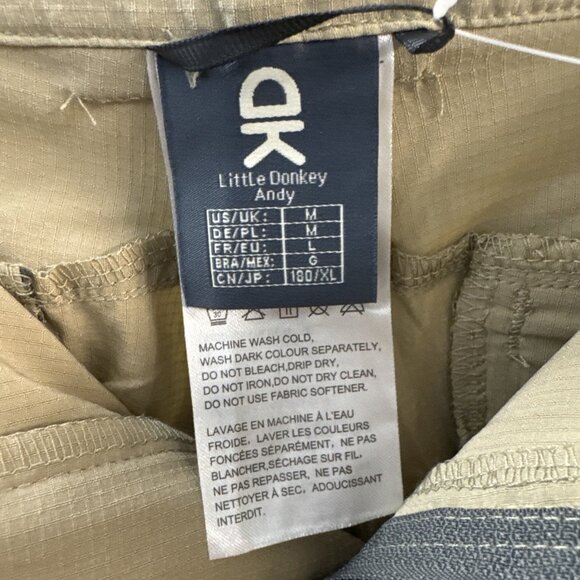 DK
Little Donkey
Andy
US/UK: M
DE/PL: M
FR/EU: L
BRA/MEX: G
CN/JP: 180/XL
30
MACHINE WASH COLD,
WASH DARK COLOUR SEPARATELY,
DO NOT BLEACH,DRIP DRY,
DO NOT IRON,DO NOT DRY CLEAN,
DO NOT USE FABRIC SOFTENER.
LAVAGE EN MACHINE À L'EAU
FROIDE, LAVER LES COULEURS
FONCÉES SÉPARÉMENT, NE PAS
BLANCHIR,SÉCHAGE SUR FIL.
NE PAS REPASSER, NE PAS
NETTOYER À SEC, ADOUCISSANT
INTERDIT.